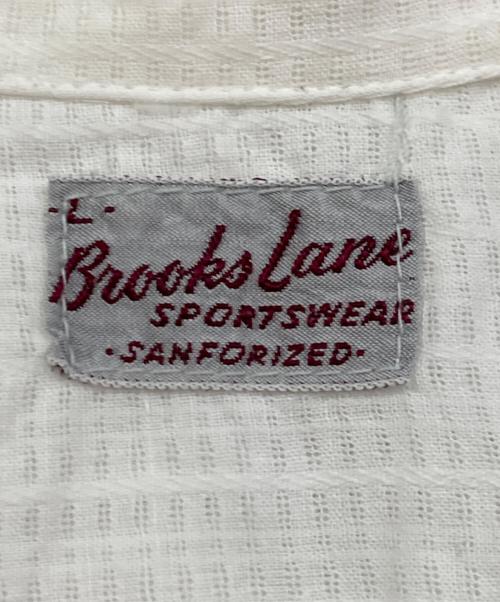 -L-
Brooks Lane
SPORTSWEAR
·SANFORIZED·